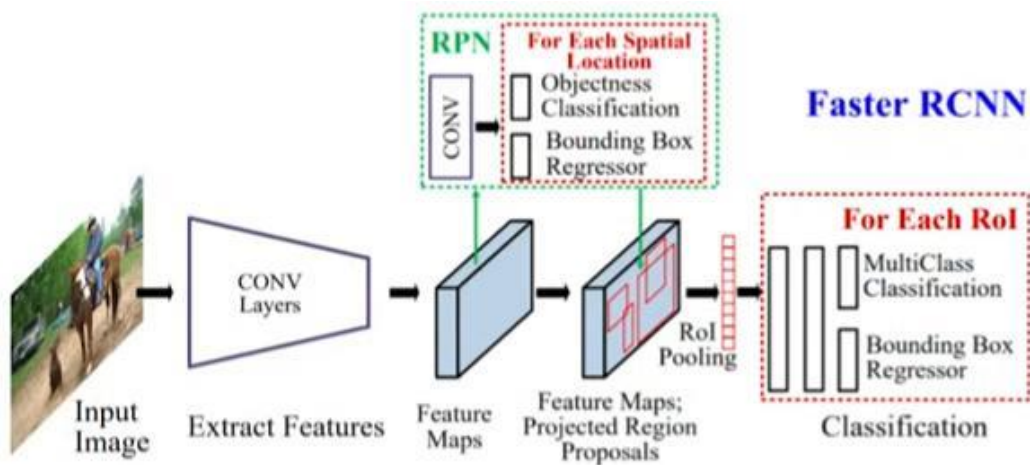 RPN
For Each Spatial
Location
CONV
Objectness
Classification
Bounding Box
Regressor
Faster RCNN
Input
Image
CONV
Layers
Extract Features
Feature
Maps
Feature Maps;
Projected Region
Proposals
RoI
Pooling
For Each RoI
MultiClass
Classification
Bounding Box
Regressor
Classification